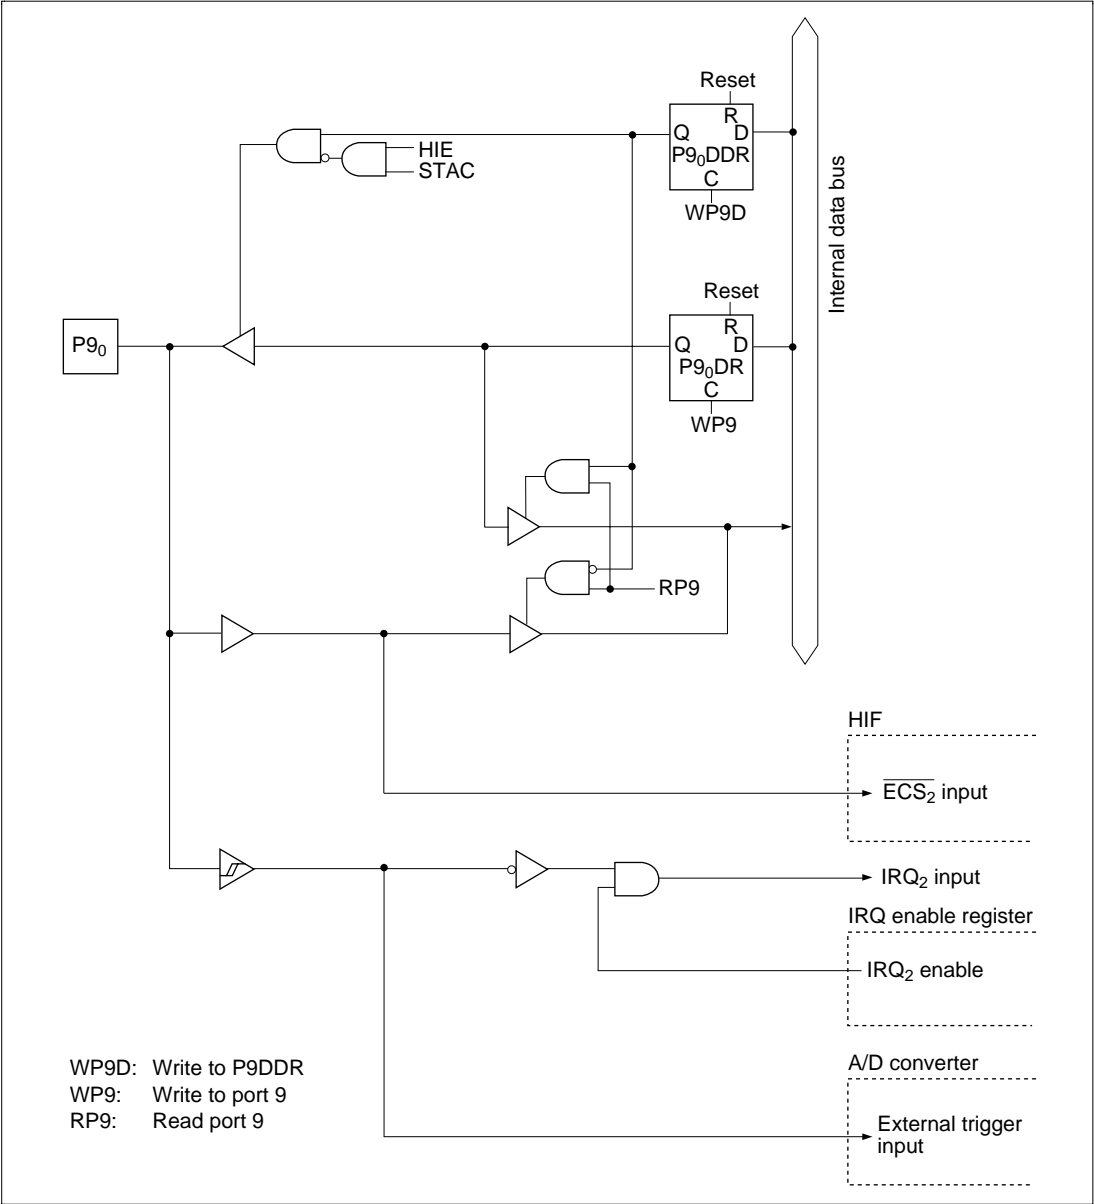 Reset
R
Q D
P9₀DDR
C
WP9D
HIE
STAC
Internal data bus
Reset
R
Q D
P9₀DR
C
WP9
P9₀
RP9
HIF
E̅C̅S̅₂̅ input
IRQ₂ input
IRQ enable register
IRQ₂ enable
A/D converter
External trigger
input
WP9D: Write to P9DDR
WP9: Write to port 9
RP9: Read port 9